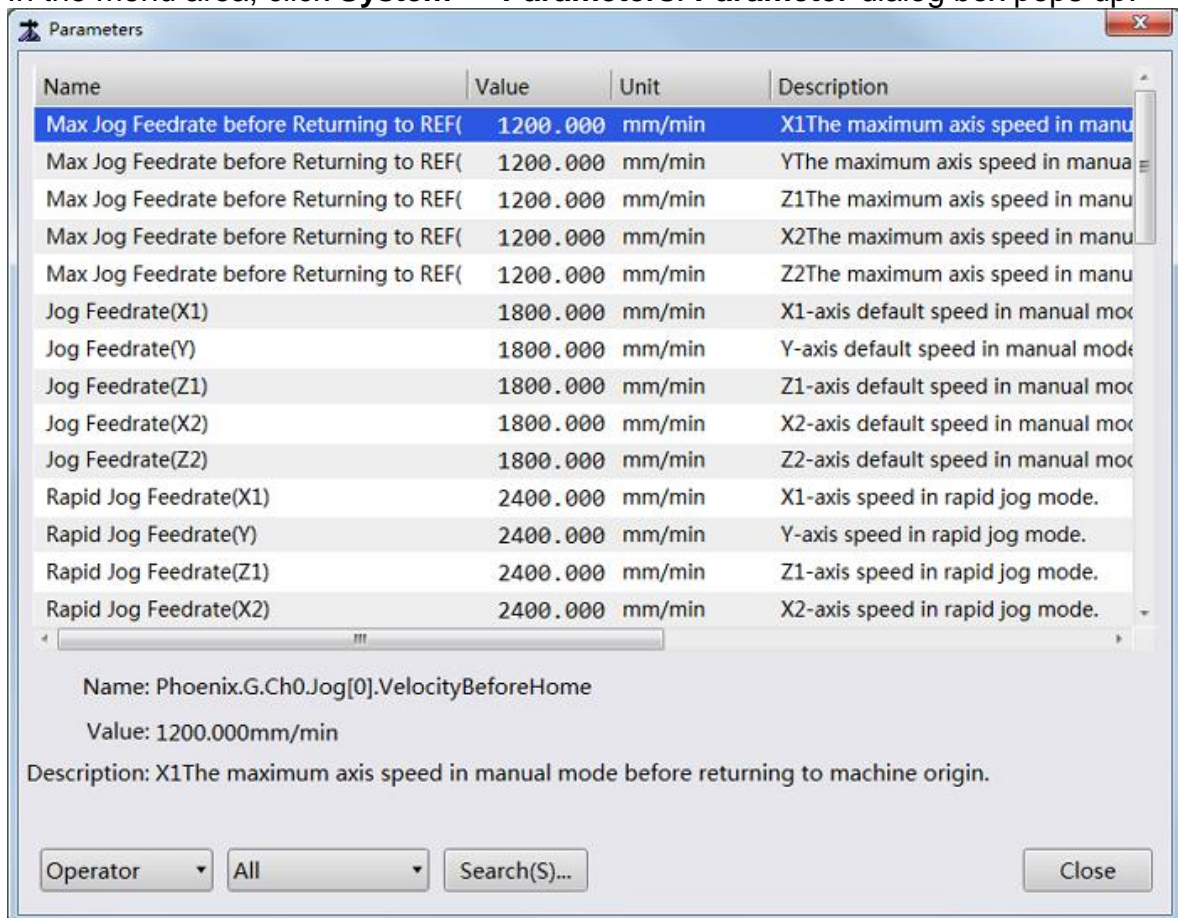 In the menu area, click System → Parameters. Parameter dialog box pops up:
Parameters
Name Value Unit Description
Max Jog Feedrate before Returning to REF( 1200.000 mm/min X1The maximum axis speed in manu
Max Jog Feedrate before Returning to REF( 1200.000 mm/min YThe maximum axis speed in manua
Max Jog Feedrate before Returning to REF( 1200.000 mm/min Z1The maximum axis speed in manu
Max Jog Feedrate before Returning to REF( 1200.000 mm/min X2The maximum axis speed in manu
Max Jog Feedrate before Returning to REF( 1200.000 mm/min Z2The maximum axis speed in manu
Jog Feedrate(X1) 1800.000 mm/min X1-axis default speed in manual moc
Jog Feedrate(Y) 1800.000 mm/min Y-axis default speed in manual mode
Jog Feedrate(Z1) 1800.000 mm/min Z1-axis default speed in manual moc
Jog Feedrate(X2) 1800.000 mm/min X2-axis default speed in manual moc
Jog Feedrate(Z2) 1800.000 mm/min Z2-axis default speed in manual moc
Rapid Jog Feedrate(X1) 2400.000 mm/min X1-axis speed in rapid jog mode.
Rapid Jog Feedrate(Y) 2400.000 mm/min Y-axis speed in rapid jog mode.
Rapid Jog Feedrate(Z1) 2400.000 mm/min Z1-axis speed in rapid jog mode.
Rapid Jog Feedrate(X2) 2400.000 mm/min X2-axis speed in rapid jog mode.
Name: Phoenix.G.Ch0.Jog[0].VelocityBeforeHome
Value: 1200.000mm/min
Description: X1The maximum axis speed in manual mode before returning to machine origin.
Operator All Search(S)... Close